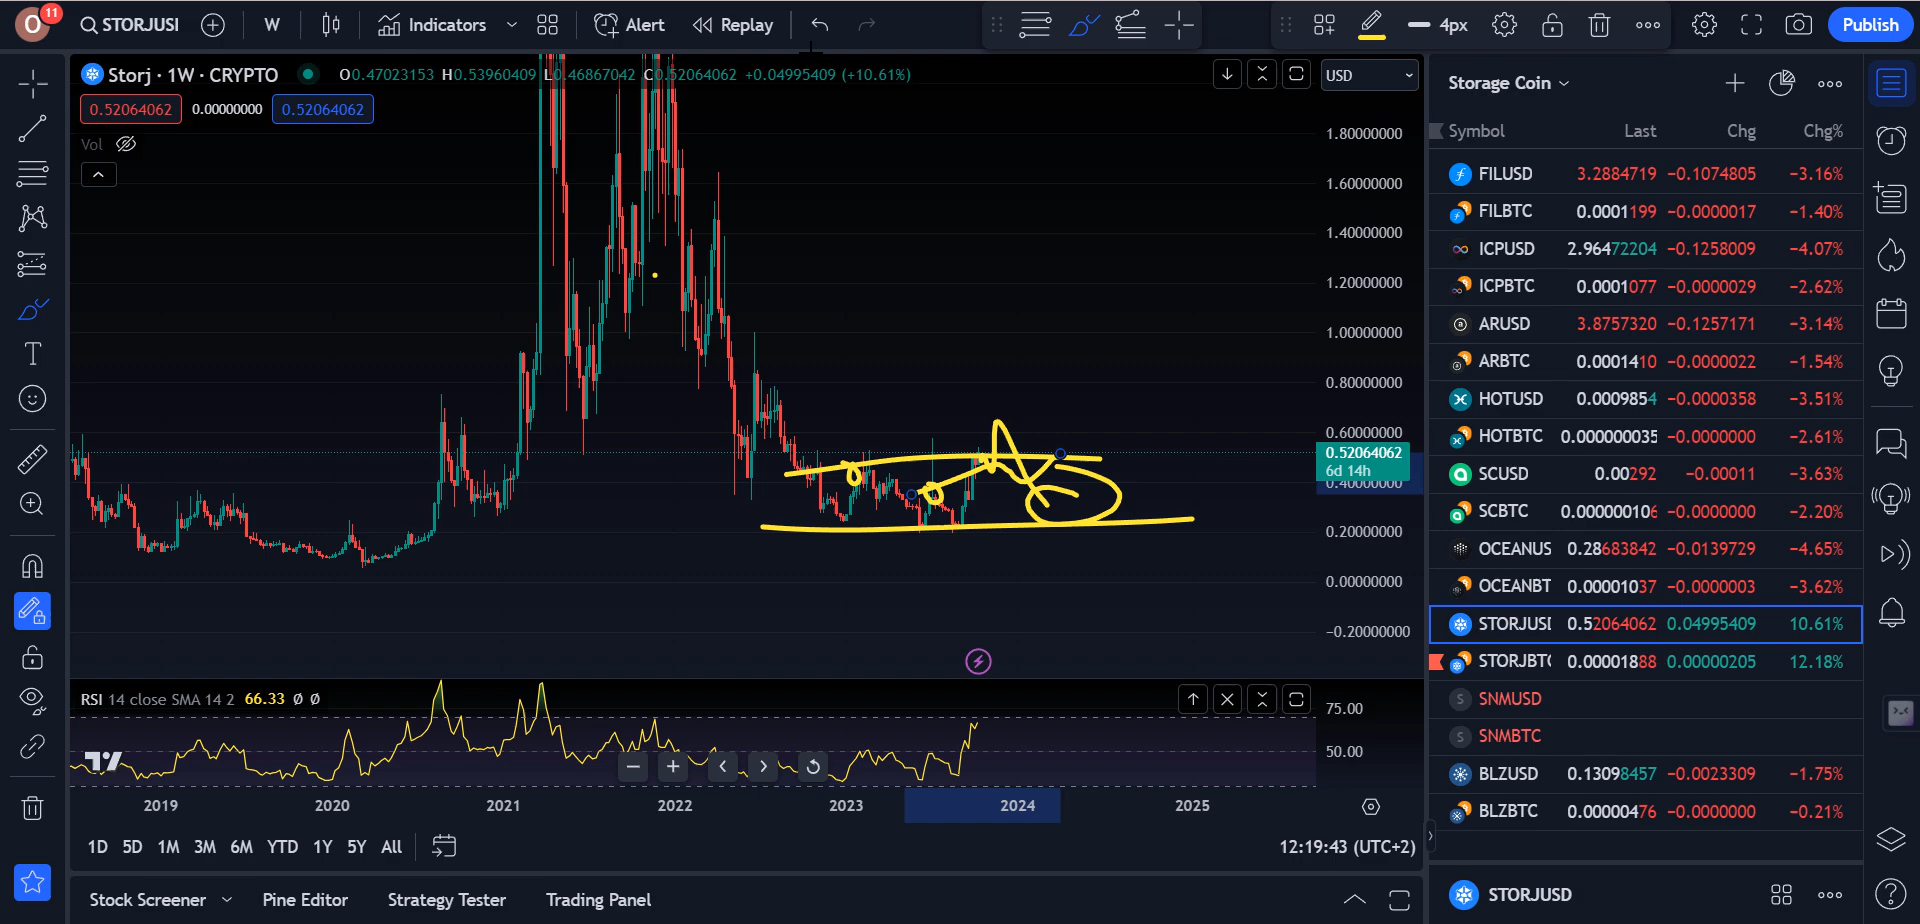 O 11 STORJUSI W Indicators Alert Replay 4px Publish
Storj · 1W · CRYPTO O0.47023153 H0.53960409 L0.46867042 C0.52064062 +0.04995409 (+10.61%) USD
0.52064062 0.00000000 0.52064062
Vol
1.80000000
1.60000000
1.40000000
1.20000000
1.00000000
0.80000000
0.60000000
0.52064062
6d 14h
0.40000000
0.20000000
0.00000000
−0.20000000
RSI 14 close SMA 14 2 66.33 Ø Ø
75.00
50.00
2019 2020 2021 2022 2023 2024 2025
1D 5D 1M 3M 6M YTD 1Y 5Y All 12:19:43 (UTC+2)
Stock Screener Pine Editor Strategy Tester Trading Panel
Storage Coin
Symbol Last Chg Chg%
FILUSD 3.2884719 −0.1074805 −3.16%
FILBTC 0.0001199 −0.0000017 −1.40%
ICPUSD 2.96472204 −0.1258009 −4.07%
ICPBTC 0.0001077 −0.0000029 −2.62%
ARUSD 3.8757320 −0.1257171 −3.14%
ARBTC 0.0001410 −0.0000022 −1.54%
HOTUSD 0.0009854 −0.0000358 −3.51%
HOTBTC 0.000000035 −0.0000000 −2.61%
SCUSD 0.00292 −0.00011 −3.63%
SCBTC 0.000000106 −0.0000000 −2.20%
OCEANUS 0.28683842 −0.0139729 −4.65%
OCEANBT 0.00001037 −0.0000003 −3.62%
STORJUSI 0.52064062 0.04995409 10.61%
STORJBT 0.00001888 0.00000205 12.18%
SNMUSD
SNMBTC
BLZUSD 0.13098457 −0.0023309 −1.75%
BLZBTC 0.00000476 −0.0000000 −0.21%
STORJUSD